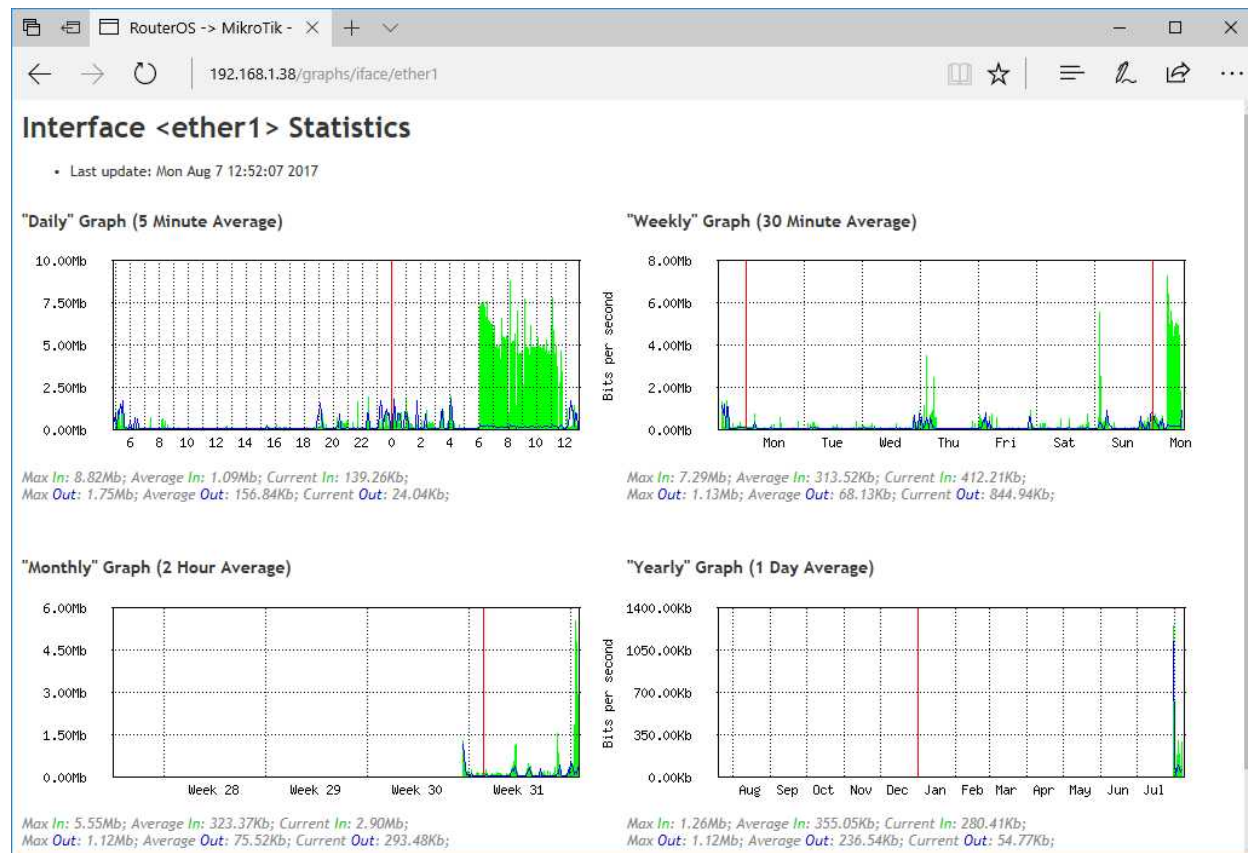 RouterOS -> MikroTik -
192.168.1.38/graphs/iface/ether1
Interface <ether1> Statistics
• Last update: Mon Aug 7 12:52:07 2017
"Daily" Graph (5 Minute Average)
10.00Mb
7.50Mb
5.00Mb
2.50Mb
0.00Mb
6 8 10 12 14 16 18 20 22 0 2 4 6 8 10 12
Max In: 8.82Mb; Average In: 1.09Mb; Current In: 139.26Kb;
Max Out: 1.75Mb; Average Out: 156.84Kb; Current Out: 24.04Kb;
"Weekly" Graph (30 Minute Average)
Bits per second
8.00Mb
6.00Mb
4.00Mb
2.00Mb
0.00Mb
Mon Tue Wed Thu Fri Sat Sun Mon
Max In: 7.29Mb; Average In: 313.52Kb; Current In: 412.21Kb;
Max Out: 1.13Mb; Average Out: 68.13Kb; Current Out: 844.94Kb;
"Monthly" Graph (2 Hour Average)
6.00Mb
4.50Mb
3.00Mb
1.50Mb
0.00Mb
Week 28 Week 29 Week 30 Week 31
Max In: 5.55Mb; Average In: 323.37Kb; Current In: 2.90Mb;
Max Out: 1.12Mb; Average Out: 75.52Kb; Current Out: 293.48Kb;
"Yearly" Graph (1 Day Average)
Bits per second
1400.00Kb
1050.00Kb
700.00Kb
350.00Kb
0.00Kb
Aug Sep Oct Nov Dec Jan Feb Mar Apr May Jun Jul
Max In: 1.26Mb; Average In: 355.05Kb; Current In: 280.41Kb;
Max Out: 1.12Mb; Average Out: 236.54Kb; Current Out: 54.77Kb;